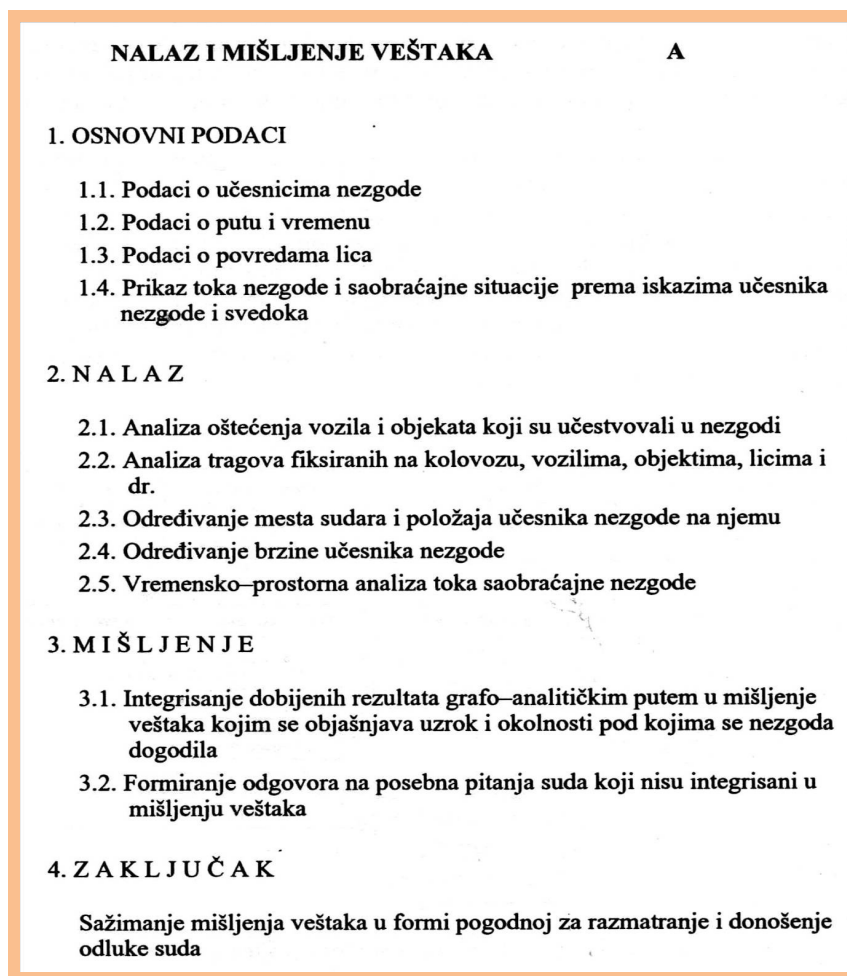 NALAZ I MIŠLJENJE VEŠTAKA A
1. OSNOVNI PODACI
1.1. Podaci o učesnicima nezgode
1.2. Podaci o putu i vremenu
1.3. Podaci o povredama lica
1.4. Prikaz toka nezgode i saobraćajne situacije prema iskazima učesnika
nezgode i svedoka
2. N A L A Z
2.1. Analiza oštećenja vozila i objekata koji su učestvovali u nezgodi
2.2. Analiza tragova fiksiranih na kolovozu, vozilima, objektima, licima i
dr.
2.3. Određivanje mesta sudara i položaja učesnika nezgode na njemu
2.4. Određivanje brzine učesnika nezgode
2.5. Vremensko–prostorna analiza toka saobraćajne nezgode
3. M I Š L J E N J E
3.1. Integrisanje dobijenih rezultata grafo–analitičkim putem u mišljenje
veštaka kojim se objašnjava uzrok i okolnosti pod kojima se nezgoda
dogodila
3.2. Formiranje odgovora na posebna pitanja suda koji nisu integrisani u
mišljenju veštaka
4. Z A K L J U Č A K
Sažimanje mišljenja veštaka u formi pogodnoj za razmatranje i donošenje
odluke suda